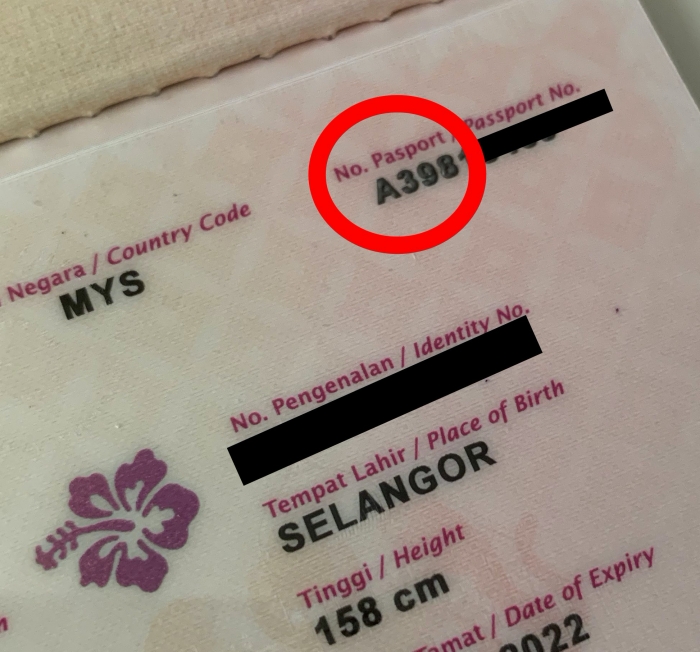 No. Pasport / Passport No.
A398
Negara / Country Code
MYS
No. Pengenalan / Identity No.
Tempat Lahir / Place of Birth
SELANGOR
Tinggi / Height
158 cm
Tamat / Date of Expiry
2022